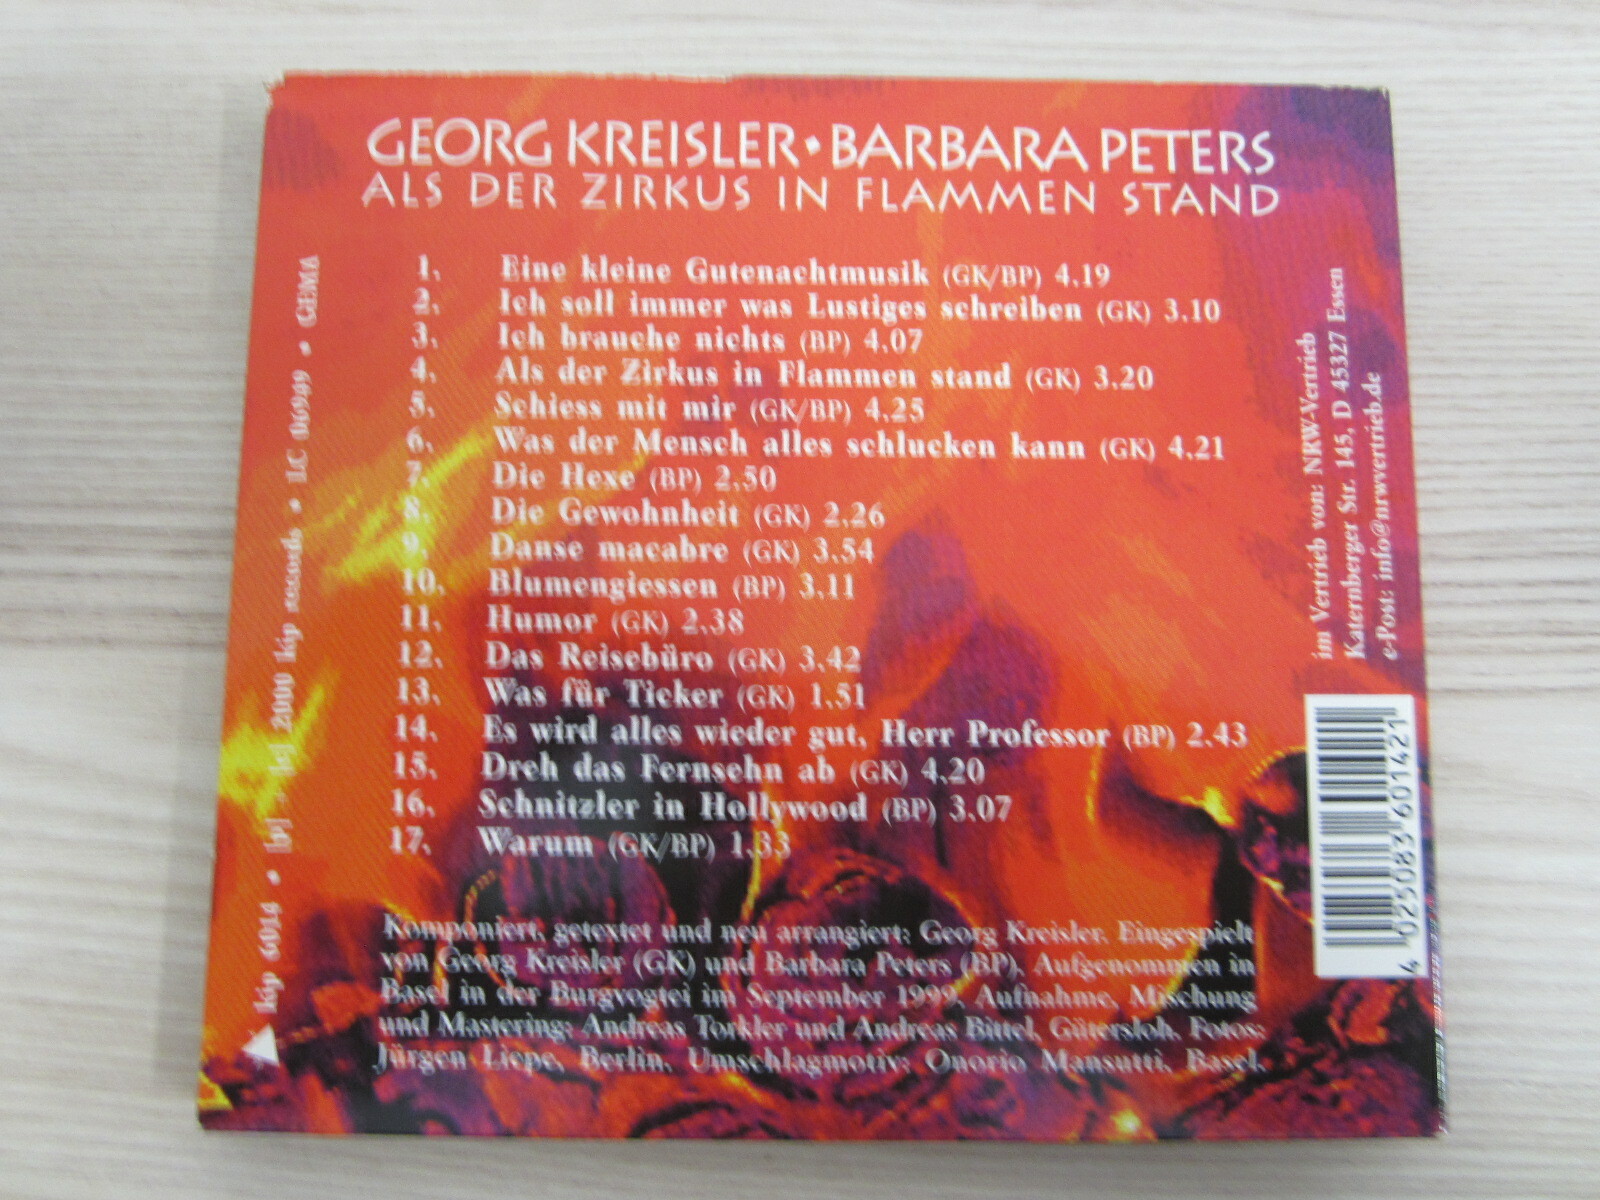 GEORG KREISLER • BARBARA PETERS
ALS DER ZIRKUS IN FLAMMEN STAND
1. Eine kleine Gutenachtmusik (GK/BP) 4.19
2. Ich soll immer was Lustiges schreiben (GK) 3.10
3. Ich brauche nichts (BP) 4.07
4. Als der Zirkus in Flammen stand (GK) 3.20
5. Schiess mit mir (GK/BP) 4.25
6. Was der Mensch alles schlucken kann (GK) 4.21
7. Die Hexe (BP) 2.50
8. Die Gewohnheit (GK) 2.26
9. Danse macabre (GK) 3.54
10. Blumengiessen (BP) 3.11
11. Humor (GK) 2.38
12. Das Reisebüro (GK) 3.42
13. Was für Ticker (GK) 1.51
14. Es wird alles wieder gut, Herr Professor (BP) 2.43
15. Dreh das Fernsehn ab (GK) 4.20
16. Schnitzler in Hollywood (BP) 3.07
17. Warum (GK/BP) 1.33
Komponiert, getextet und neu arrangiert: Georg Kreisler. Eingespielt
von Georg Kreisler (GK) und Barbara Peters (BP). Aufgenommen in
Basel in der Burgvogtei im September 1999. Aufnahme, Mischung
und Mastering: Andreas Torkler und Andreas Bittel, Gütersloh. Fotos:
Jürgen Liepe, Berlin. Umschlagmotiv: Onorio Mansutti, Basel.
kip 6014 • [p] + [c] 2000 kip records • LC 06949 • GEMA
im Vertrieb von: NRW-Vertrieb
Katernberger Str. 145, D 45327 Essen
e-Post: info@nrwvertrieb.de
4 025083 601421